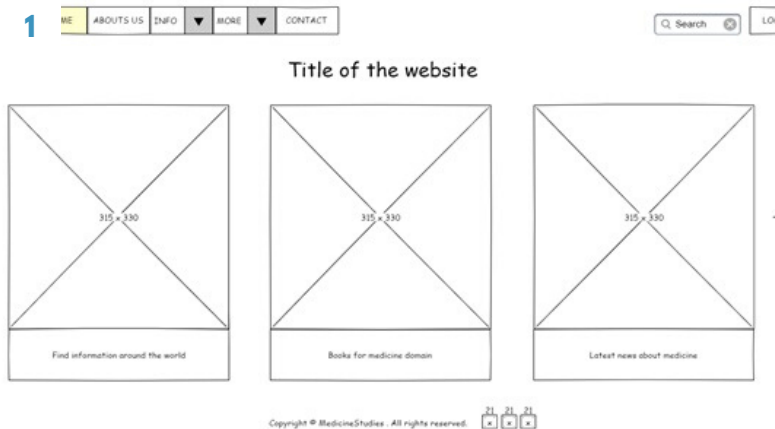 1
ME ABOUTS US INFO ▼ MORE ▼ CONTACT
Search
LO
Title of the website
315 x 330
315 x 330
315 x 330
Find information around the world
Books for medicine domain
Latest news about medicine
21 21 21
Copyright © MedicineStudies . All rights reserved.
x x x